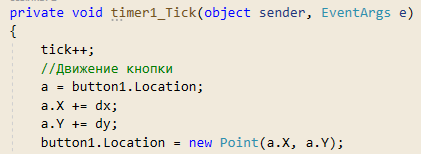 private void timer1_Tick(object sender, EventArgs e)
{
tick++;
//Движение кнопки
a = button1.Location;
a.X += dx;
a.Y += dy;
button1.Location = new Point(a.X, a.Y);